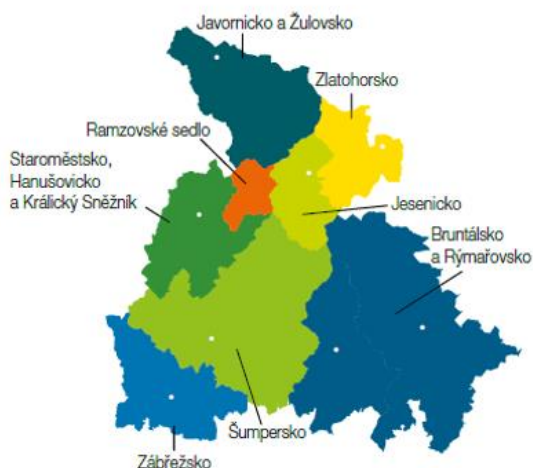 Javornicko a Žulovsko
Zlatohorsko
Ramzovské sedlo
Staroměstsko,
Hanušovicko
a Králický Sněžník
Jesenicko
Bruntálsko
a Rýmařovsko
Šumpersko
Zábřežsko